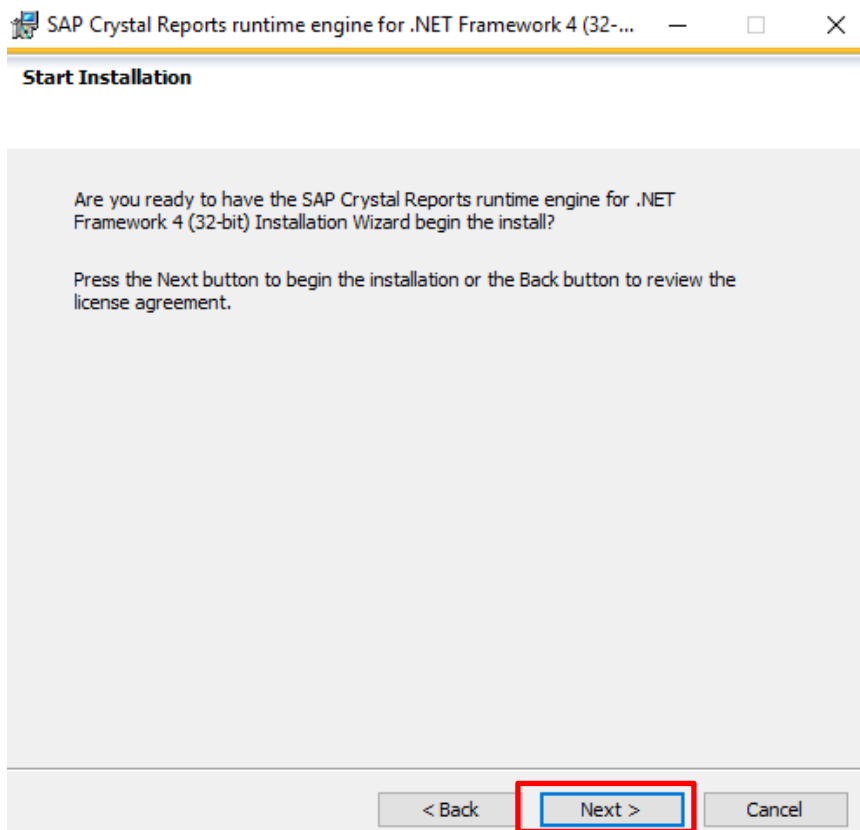 SAP Crystal Reports runtime engine for .NET Framework 4 (32-...
Start Installation
Are you ready to have the SAP Crystal Reports runtime engine for .NET
Framework 4 (32-bit) Installation Wizard begin the install?
Press the Next button to begin the installation or the Back button to review the
license agreement.
< Back Next > Cancel